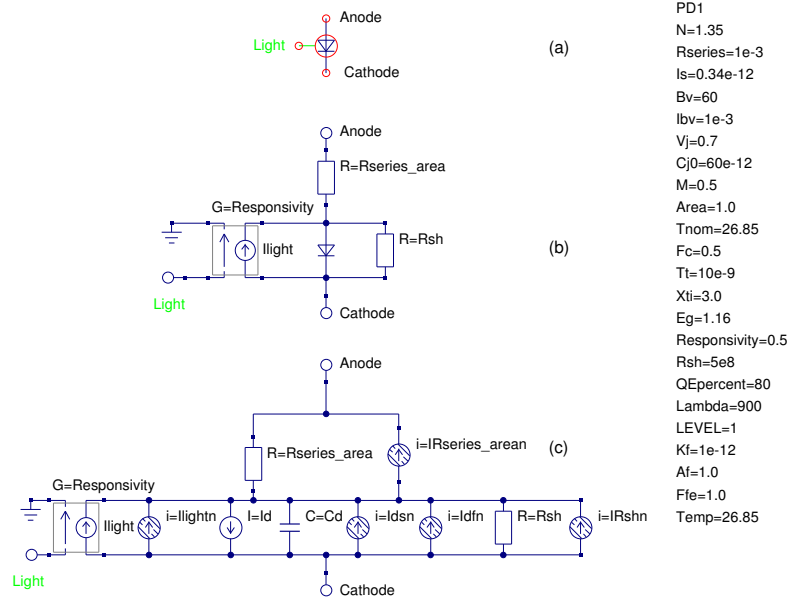 Anode
Light
(a)
Cathode
Anode
R=Rseries_area
G=Responsivity
Ilight
R=Rsh
(b)
Light
Cathode
Anode
R=Rseries_area
i=IRseries_arean
(c)
G=Responsivity
Ilight
i=Ilightn
I=Id
C=Cd
i=Idsn
i=Idfn
R=Rsh
i=IRshn
Light
Cathode
PD1
N=1.35
Rseries=1e-3
Is=0.34e-12
Bv=60
Ibv=1e-3
Vj=0.7
Cj0=60e-12
M=0.5
Area=1.0
Tnom=26.85
Fc=0.5
Tt=10e-9
Xti=3.0
Eg=1.16
Responsivity=0.5
Rsh=5e8
QEpercent=80
Lambda=900
LEVEL=1
Kf=1e-12
Af=1.0
Ffe=1.0
Temp=26.85